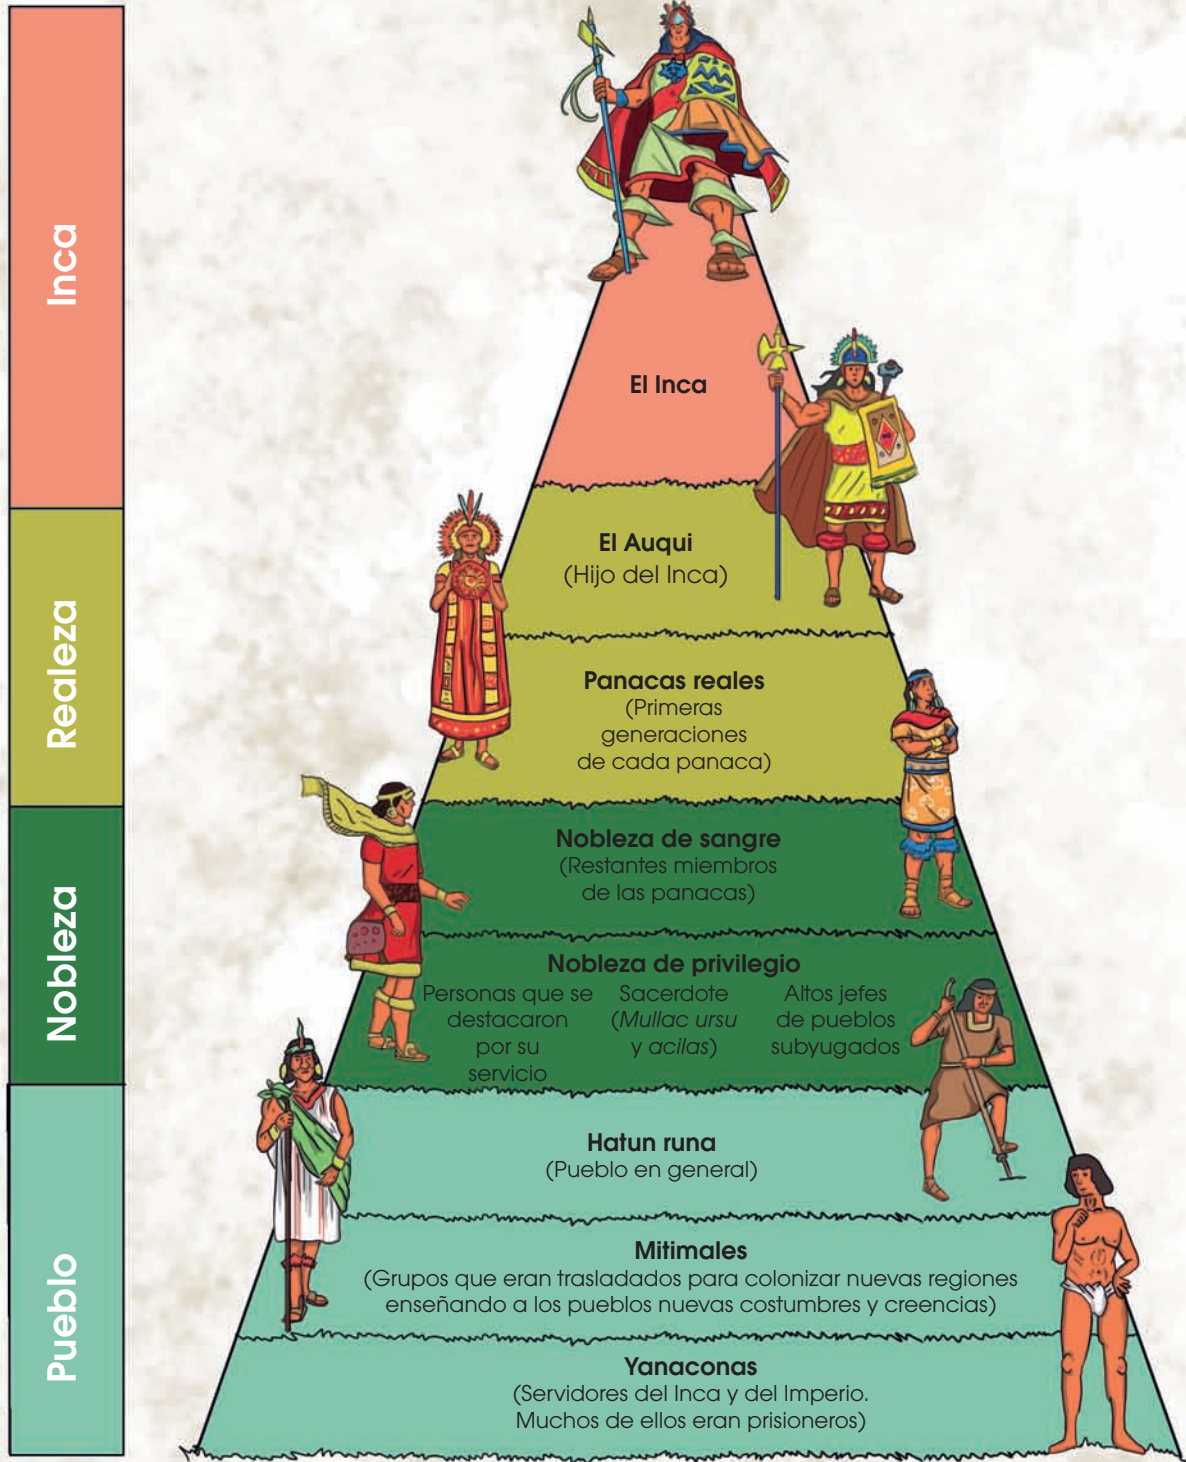 Inca
El Inca
Realeza
El Auqui
(Hijo del Inca)
Panacas reales
(Primeras
generaciones
de cada panaca)
Nobleza
Nobleza de sangre
(Restantes miembros
de las panacas)
Nobleza de privilegio
Personas que se
destacaron
por su
servicio
Sacerdote
(Mullac ursu
y acilas)
Altos jefes
de pueblos
subyugados
Pueblo
Hatun runa
(Pueblo en general)
Mitimales
(Grupos que eran trasladados para colonizar nuevas regiones
enseñando a los pueblos nuevas costumbres y creencias)
Yanaconas
(Servidores del Inca y del Imperio.
Muchos de ellos eran prisioneros)